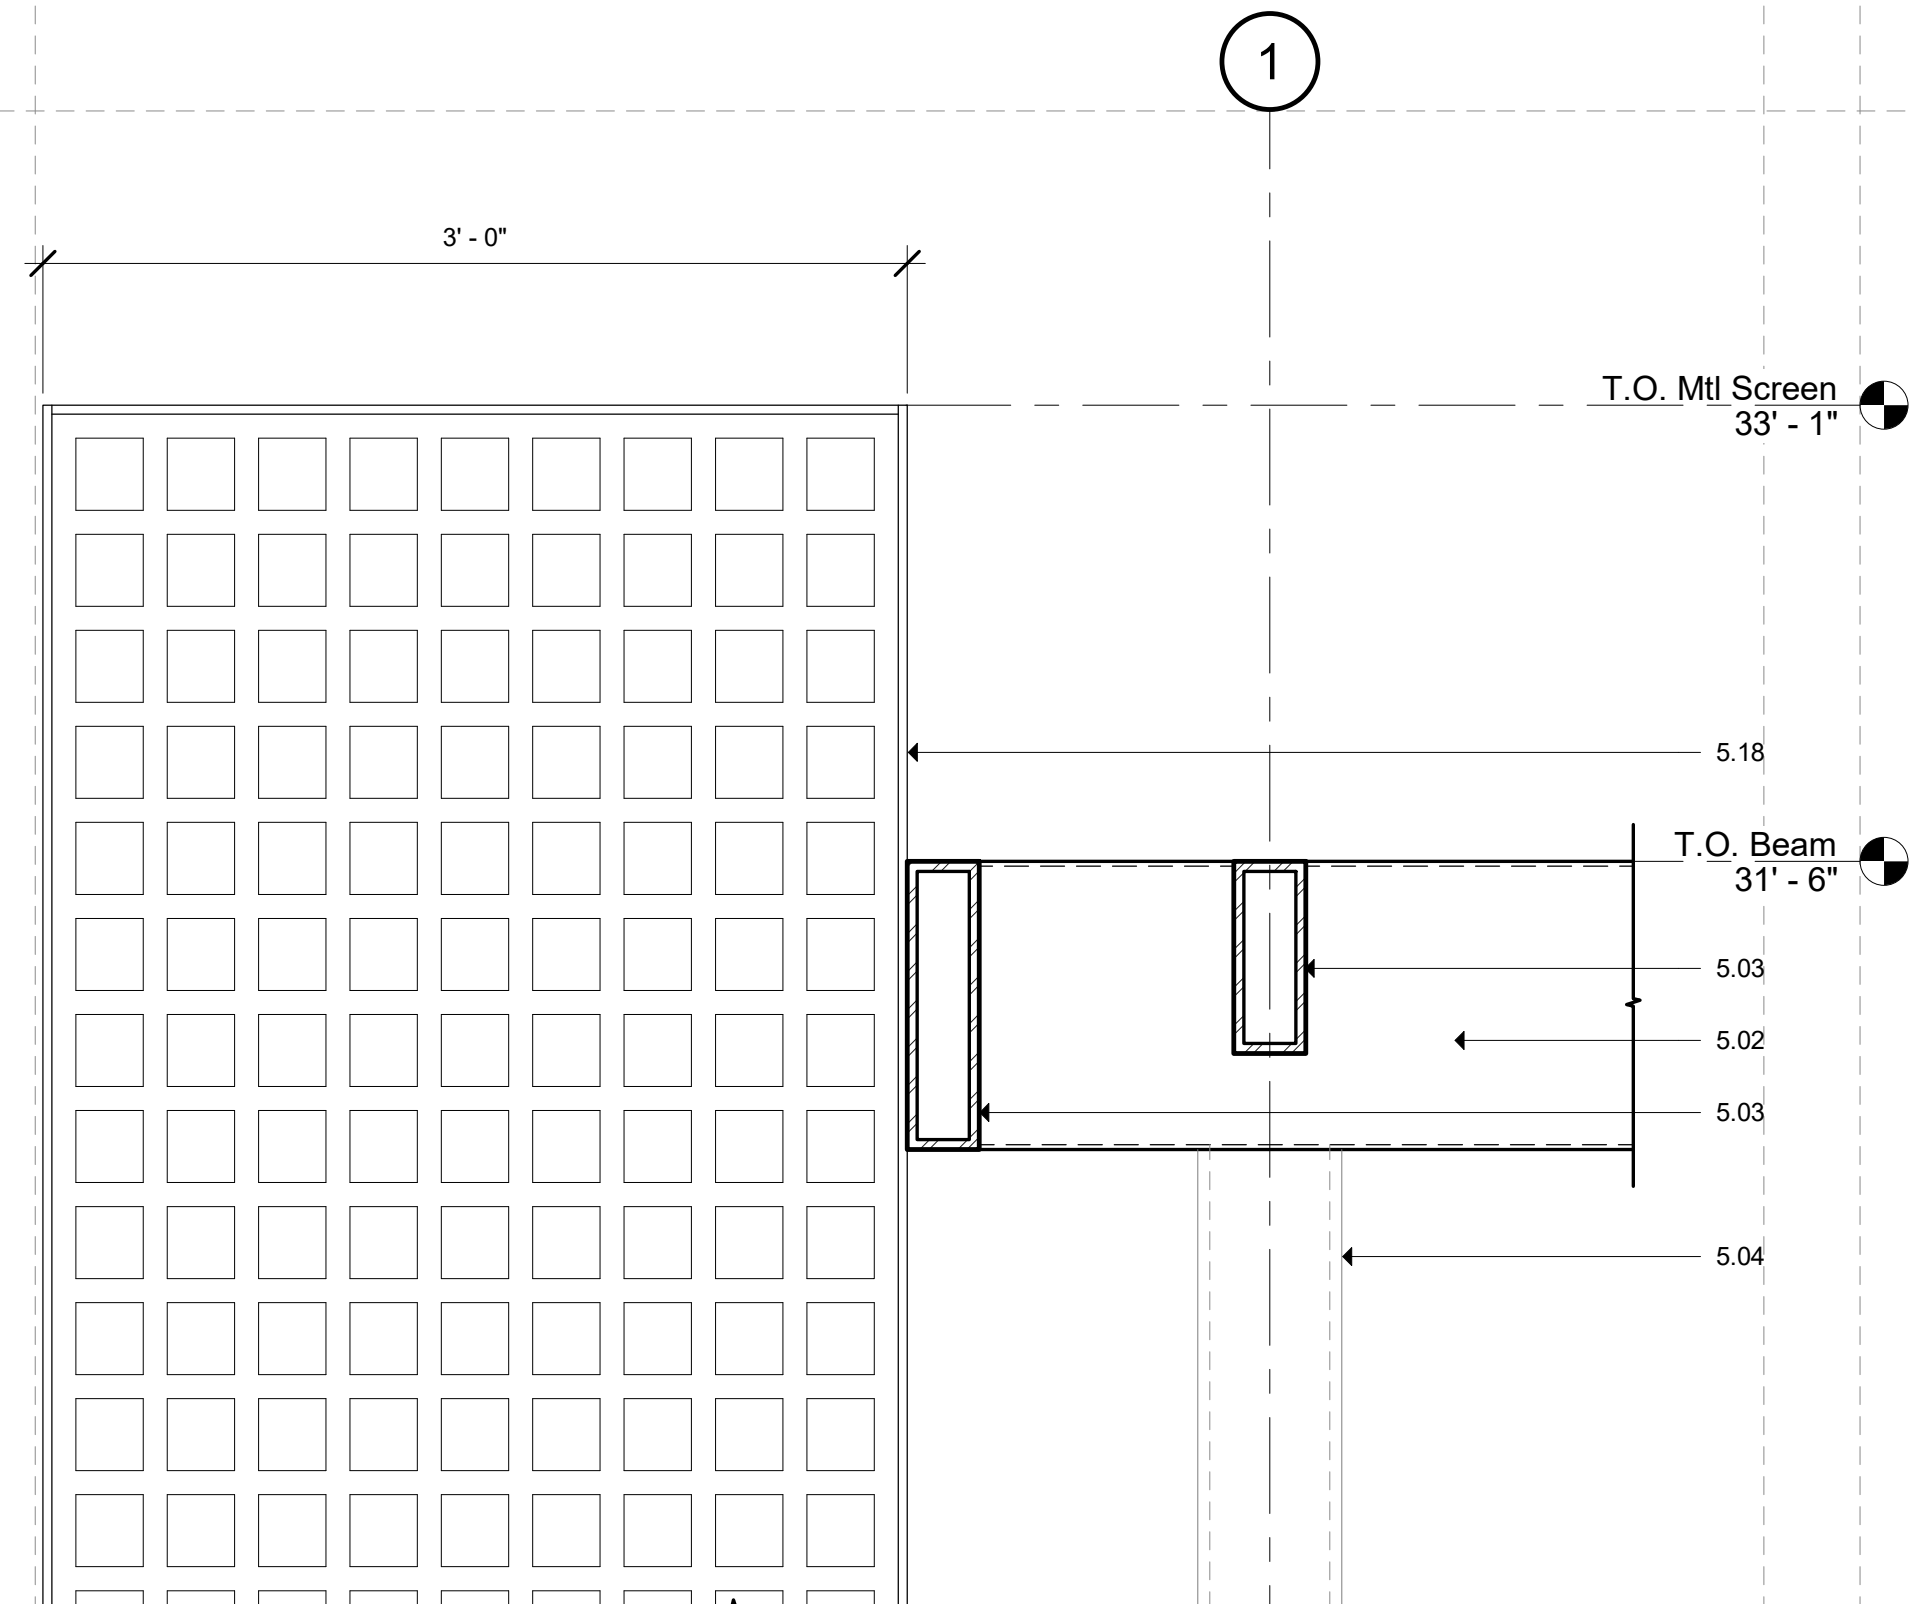 1
3' - 0"
T.O. Mtl Screen
33' - 1"
5.18
T.O. Beam
31' - 6"
5.03
5.02
5.03
5.04